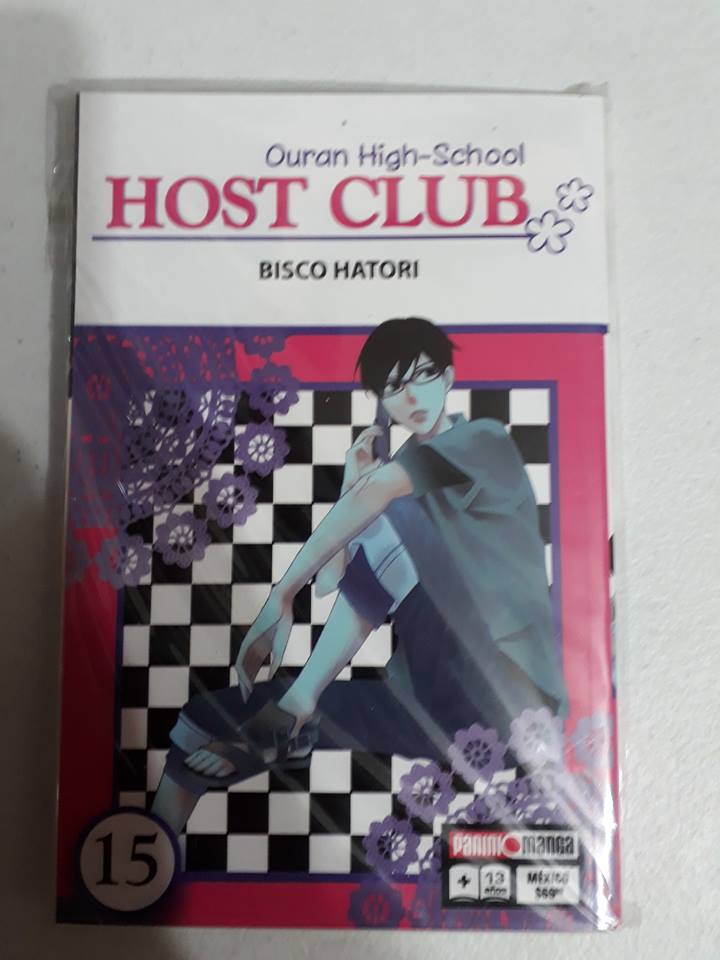 Ouran High-School
HOST CLUB
BISCO HATORI
15
PANINI manga
+ 13 años
MÉXICO